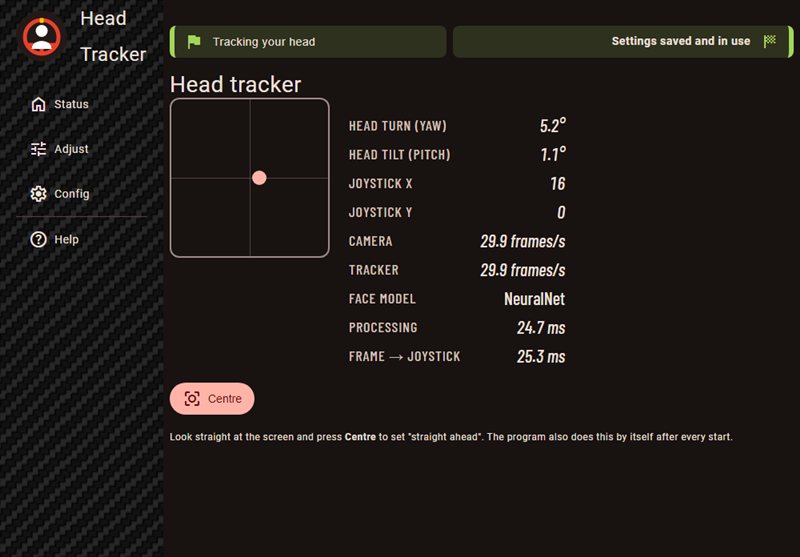 Head
Tracker
Status
Adjust
Config
Help
Tracking your head
Settings saved and in use
Head tracker
HEAD TURN (YAW) 5.2°
HEAD TILT (PITCH) 1.1°
JOYSTICK X 16
JOYSTICK Y 0
CAMERA 29.9 frames/s
TRACKER 29.9 frames/s
FACE MODEL NeuralNet
PROCESSING 24.7 ms
FRAME → JOYSTICK 25.3 ms
Centre
Look straight at the screen and press Centre to set "straight ahead". The program also does this by itself after every start.